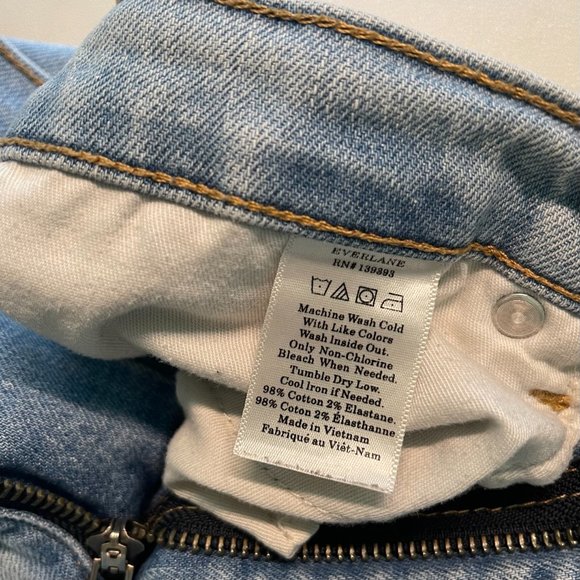 EVERLANE
RN# 139393
Machine Wash Cold
With Like Colors
Wash Inside Out.
Only Non-Chlorine
Bleach When Needed.
Tumble Dry Low.
Cool Iron if Needed.
98% Cotton 2% Elastane.
98% Coton 2% Élasthanne
Made in Vietnam
Fabriqué au Viêt-Nam